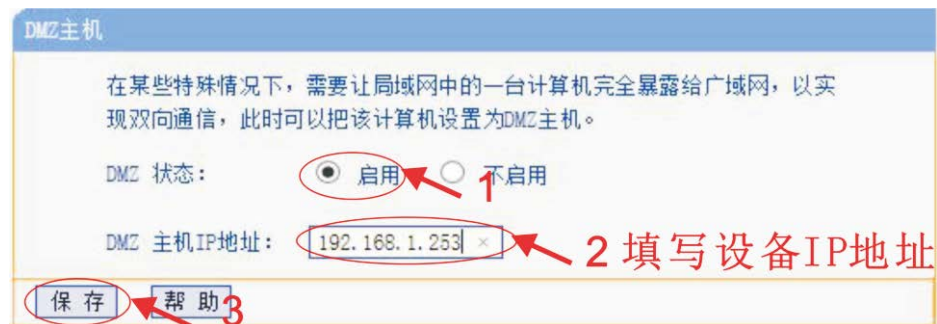 DMZ主机
在某些特殊情况下，需要让局域网中的一台计算机完全暴露给广域网，以实
现双向通信，此时可以把该计算机设置为DMZ主机。
DMZ 状态： 启用 不启用
1
DMZ 主机IP地址： 192.168.1.253 ×
2 填写设备IP地址
保 存 帮 助
3